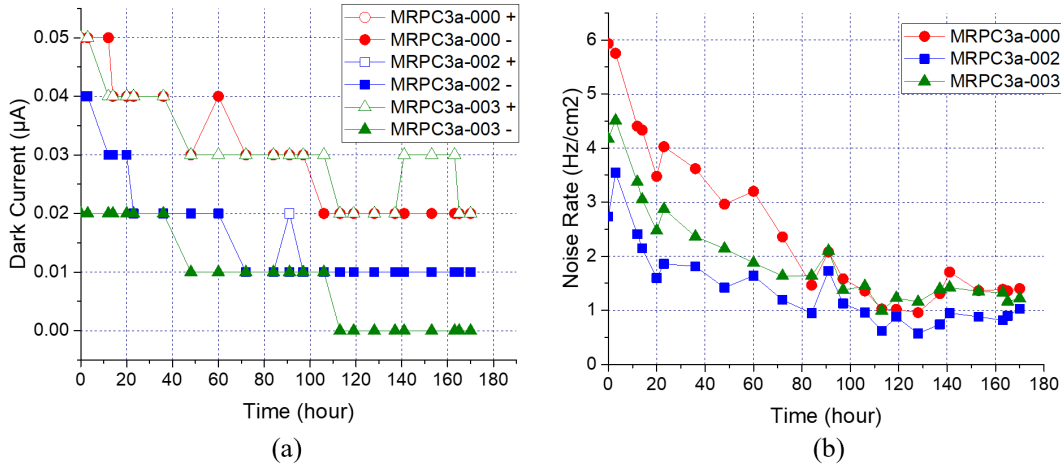 MRPC3a-000 +
MRPC3a-000 -
MRPC3a-002 +
MRPC3a-002 -
MRPC3a-003 +
MRPC3a-003 -
0.05
0.04
0.03
0.02
0.01
0.00
Dark Current (μA)
0 20 40 60 80 100 120 140 160 180
Time (hour)
(a)
MRPC3a-000
MRPC3a-002
MRPC3a-003
6
5
4
3
2
1
0
Noise Rate (Hz/cm2)
0 20 40 60 80 100 120 140 160 180
Time (hour)
(b)